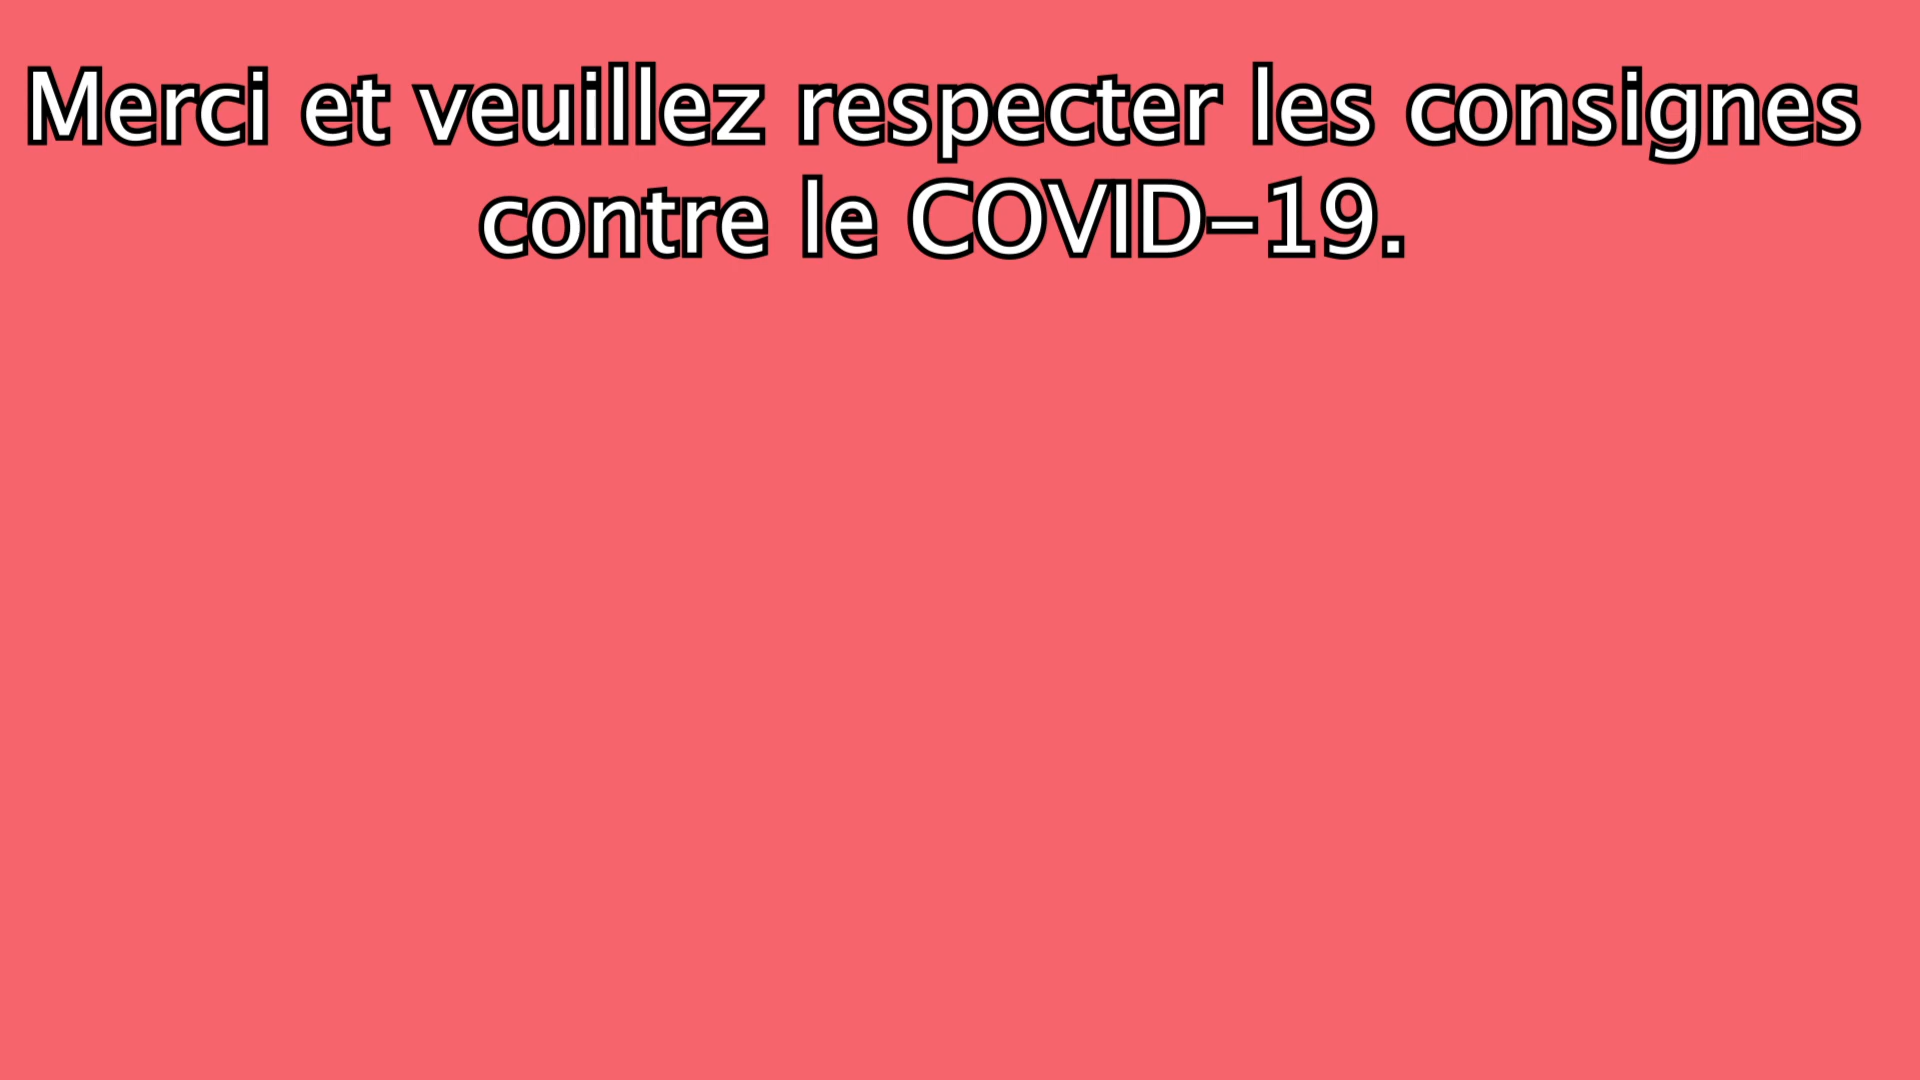 Merci et veuillez respecter les consignes
contre le COVID–19.